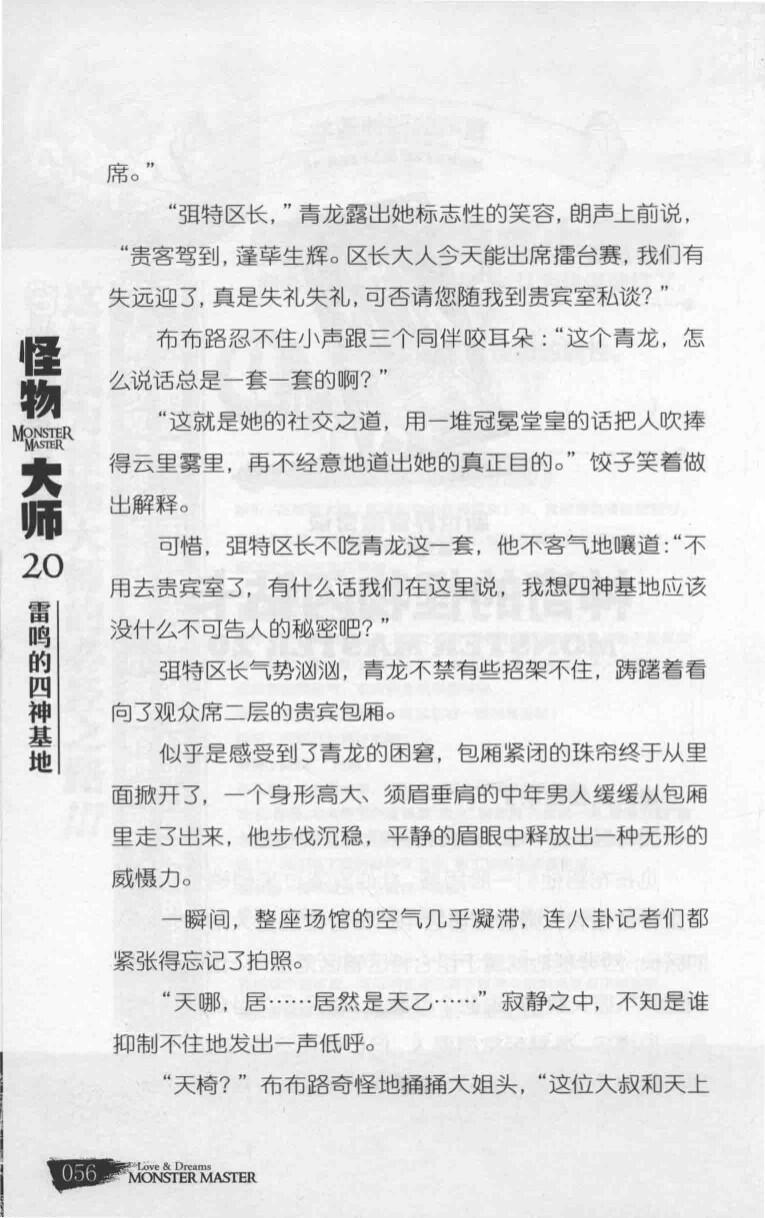 席。”
“弭特区长，”青龙露出她标志性的笑容，朗声上前说，
“贵客驾到，蓬荜生辉。区长大人今天能出席擂台赛，我们有
失远迎了，真是失礼失礼，可否请您随我到贵宾室私谈？”
布布路忍不住小声跟三个同伴咬耳朵：“这个青龙，怎
么说话总是一套一套的啊？”
“这就是她的社交之道，用一堆冠冕堂皇的话把人吹捧
得云里雾里，再不经意地道出她的真正目的。”饺子笑着做
出解释。
可惜，弭特区长不吃青龙这一套，他不客气地嚷道：“不
用去贵宾室了，有什么话我们在这里说，我想四神基地应该
没什么不可告人的秘密吧？”
弭特区长气势汹汹，青龙不禁有些招架不住，踌躇着看
向了观众席二层的贵宾包厢。
似乎是感受到了青龙的困窘，包厢紧闭的珠帘终于从里
面掀开了，一个身形高大、须眉垂肩的中年男人缓缓从包厢
里走了出来，他步伐沉稳，平静的眉眼中释放出一种无形的
威慑力。
一瞬间，整座场馆的空气几乎凝滞，连八卦记者们都
紧张得忘记了拍照。
“天哪，居……居然是天乙……”寂静之中，不知是谁
抑制不住地发出一声低呼。
“天椅？”布布路奇怪地捅捅大姐头，“这位大叔和天上
怪物
MONSTER
MASTER
大师
20
雷鸣的四神基地
056
Love & Dreams
MONSTER MASTER